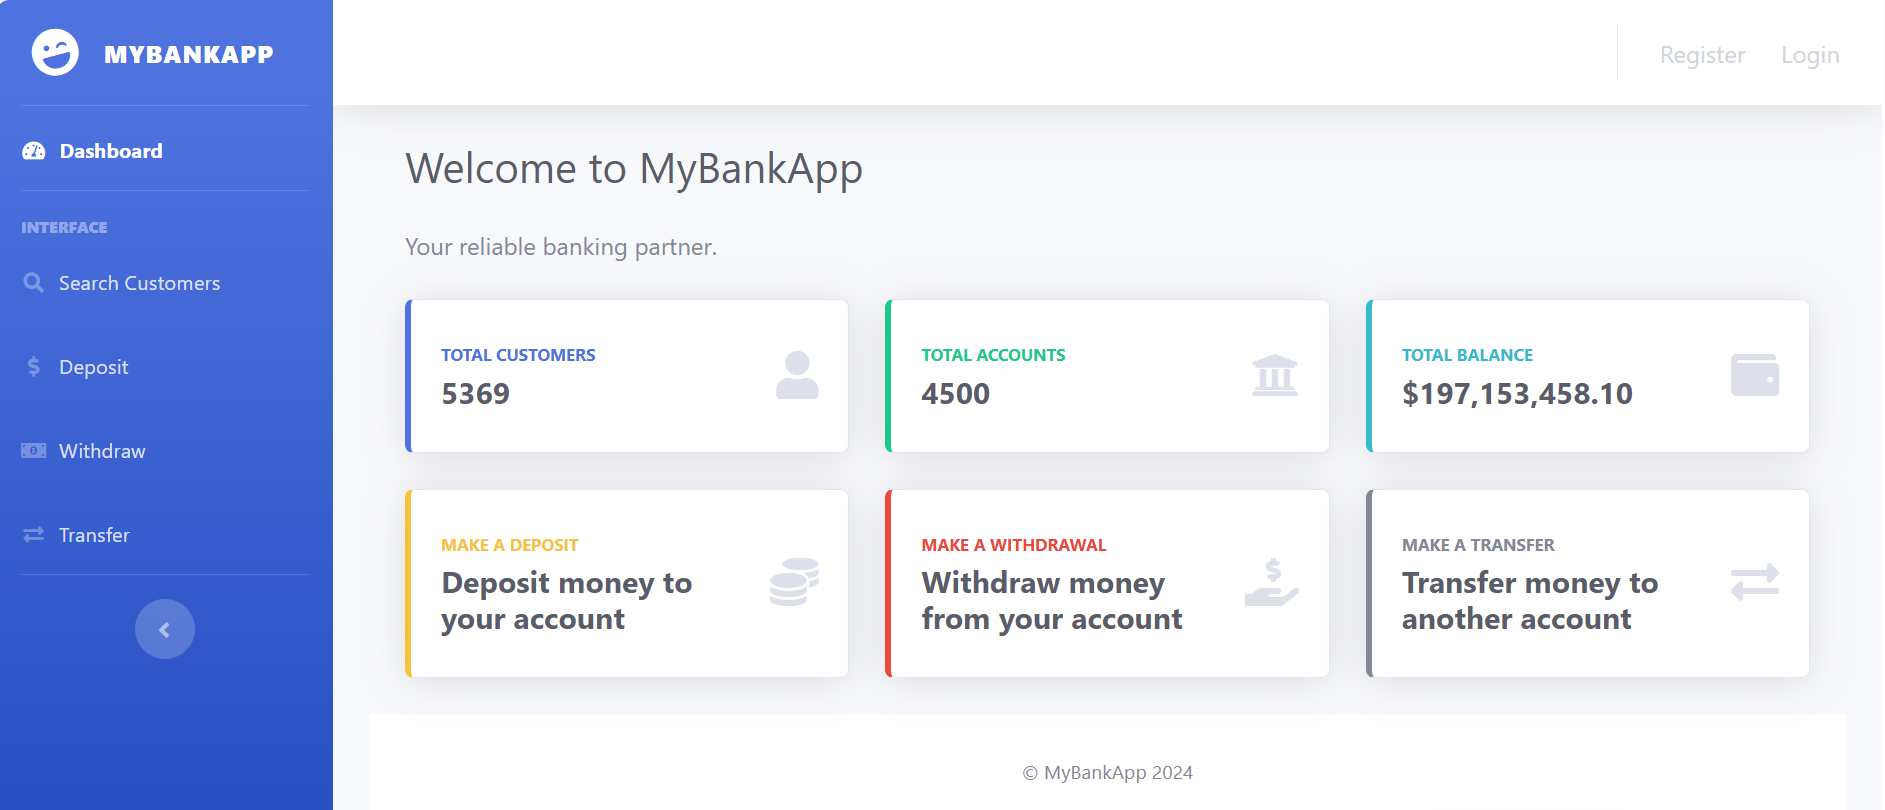 MYBANKAPP
Register Login
Dashboard
INTERFACE
Search Customers
Deposit
Withdraw
Transfer
Welcome to MyBankApp
Your reliable banking partner.
TOTAL CUSTOMERS
5369
TOTAL ACCOUNTS
4500
TOTAL BALANCE
$197,153,458.10
MAKE A DEPOSIT
Deposit money to
your account
MAKE A WITHDRAWAL
Withdraw money
from your account
MAKE A TRANSFER
Transfer money to
another account
© MyBankApp 2024